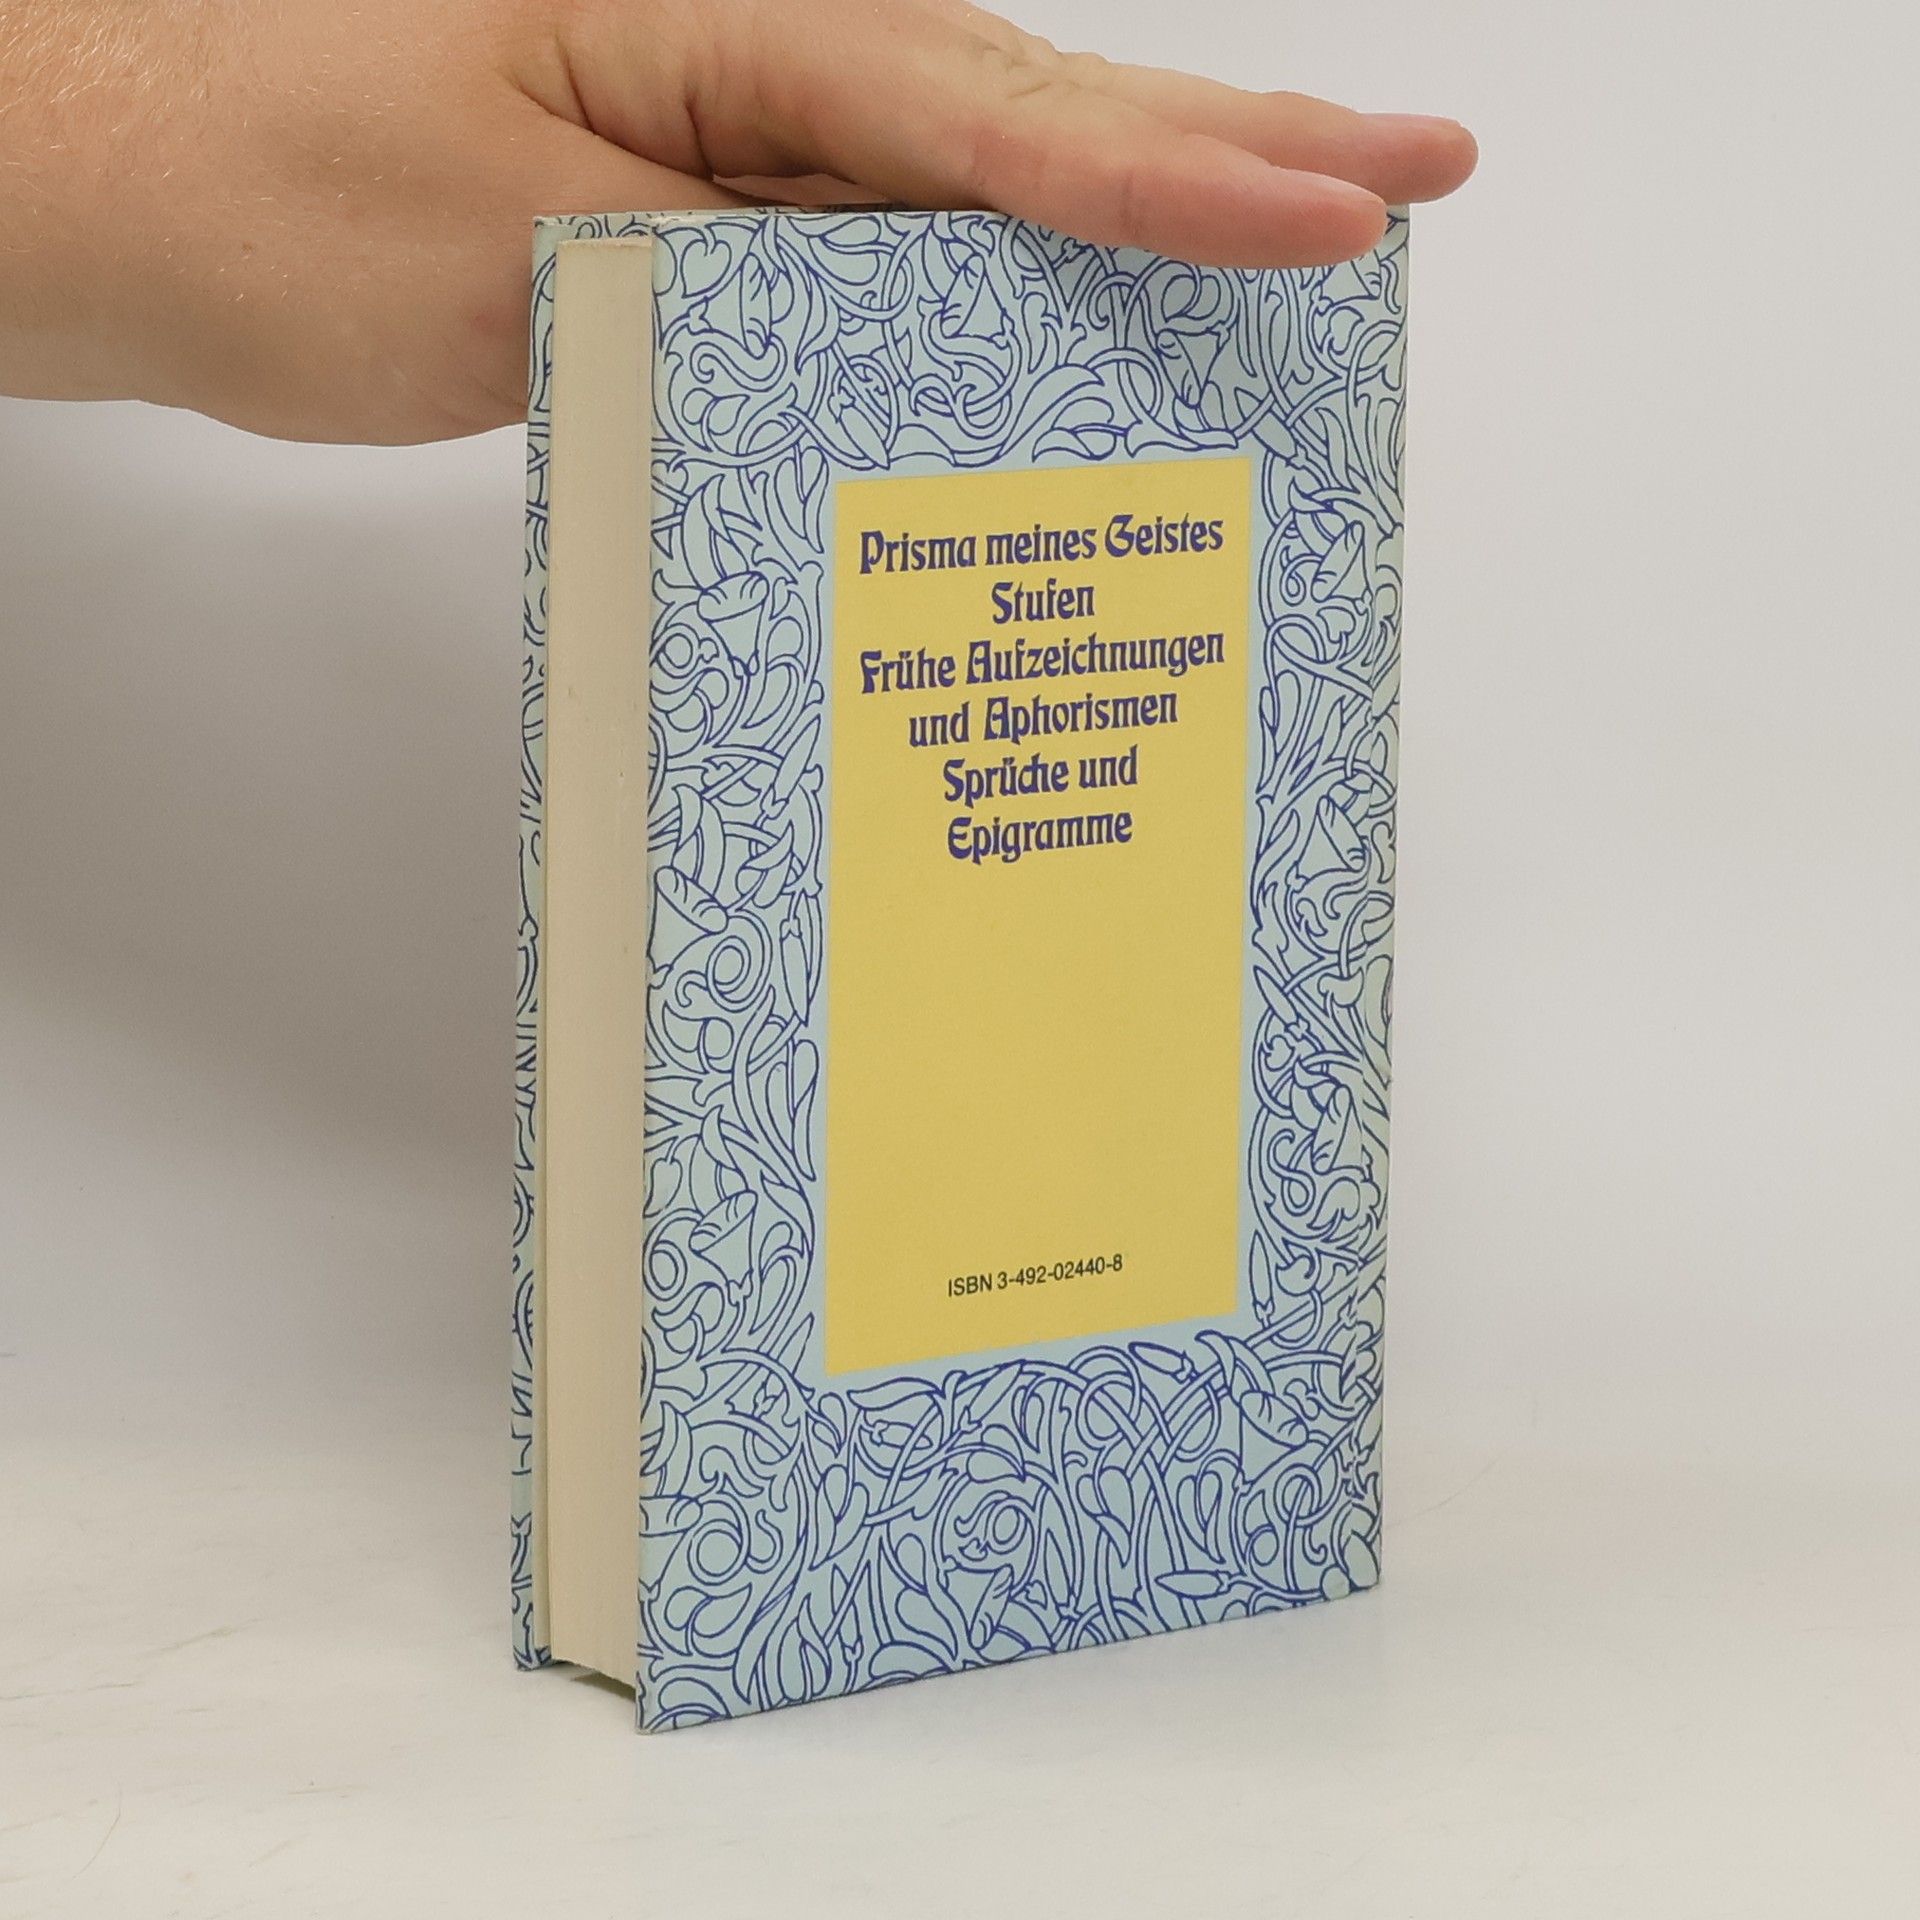 Prisma meines Geistes
Stufen
Frühe Aufzeichnungen
und Aphorismen
Sprüche und
Epigramme
ISBN 3-492-02440-8